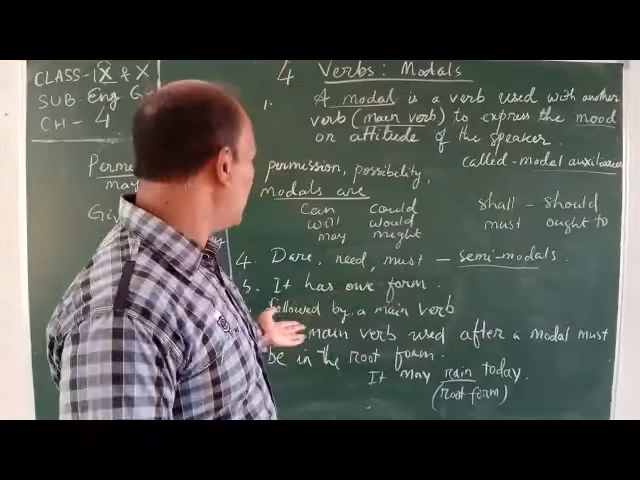 CLASS-IX & X
SUB-Eng Gr
CH- 4
4. Verbs: Modals
1. A modal is a verb used with another
verb (main verb) to express the mood
or attitude of the speaker.
called-modal auxiliaries
permission, possibility,
modals are
can could shall - should
will would must ought to
may might
may
4. Dare, need, must - semi-modals.
5. It has one form.
followed by a main verb
main verb used after a modal must
be in the root form.
It may rain today.
(root form)